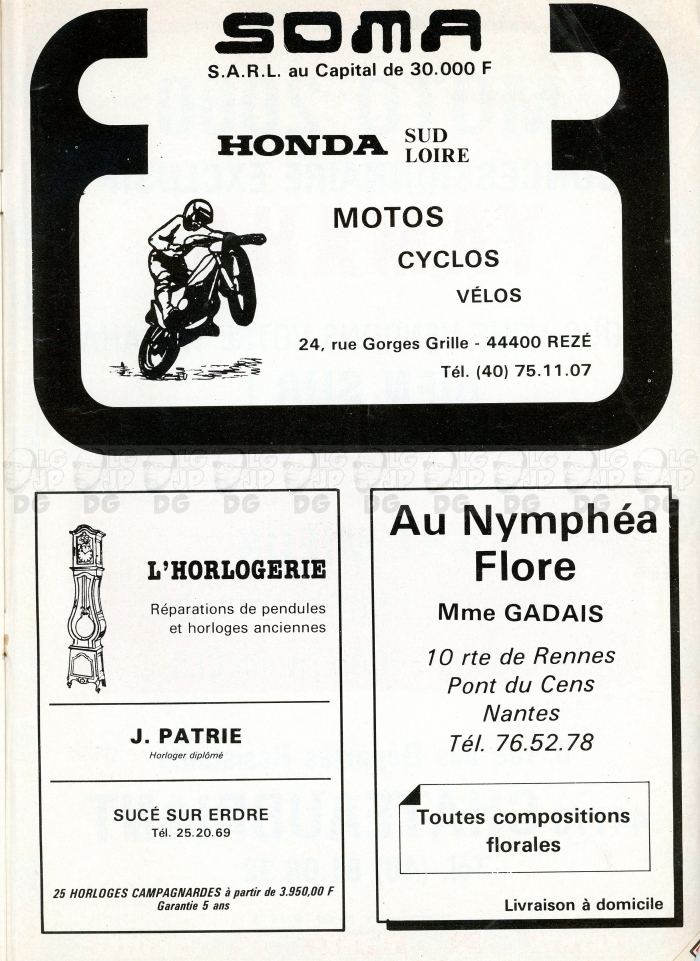 SOMA
S.A.R.L. au Capital de 30.000 F
HONDA SUD
LOIRE
MOTOS
CYCLOS
VÉLOS
24, rue Gorges Grille - 44400 REZÉ
Tél. (40) 75.11.07
L'HORLOGERIE
Réparations de pendules
et horloges anciennes
J. PATRIE
Horloger diplômé
SUCÉ SUR ERDRE
Tél. 25.20.69
25 HORLOGES CAMPAGNARDES à partir de 3.950,00 F
Garantie 5 ans
Au Nymphéa
Flore
Mme GADAIS
10 rte de Rennes
Pont du Cens
Nantes
Tél. 76.52.78
Toutes compositions
florales
Livraison à domicile